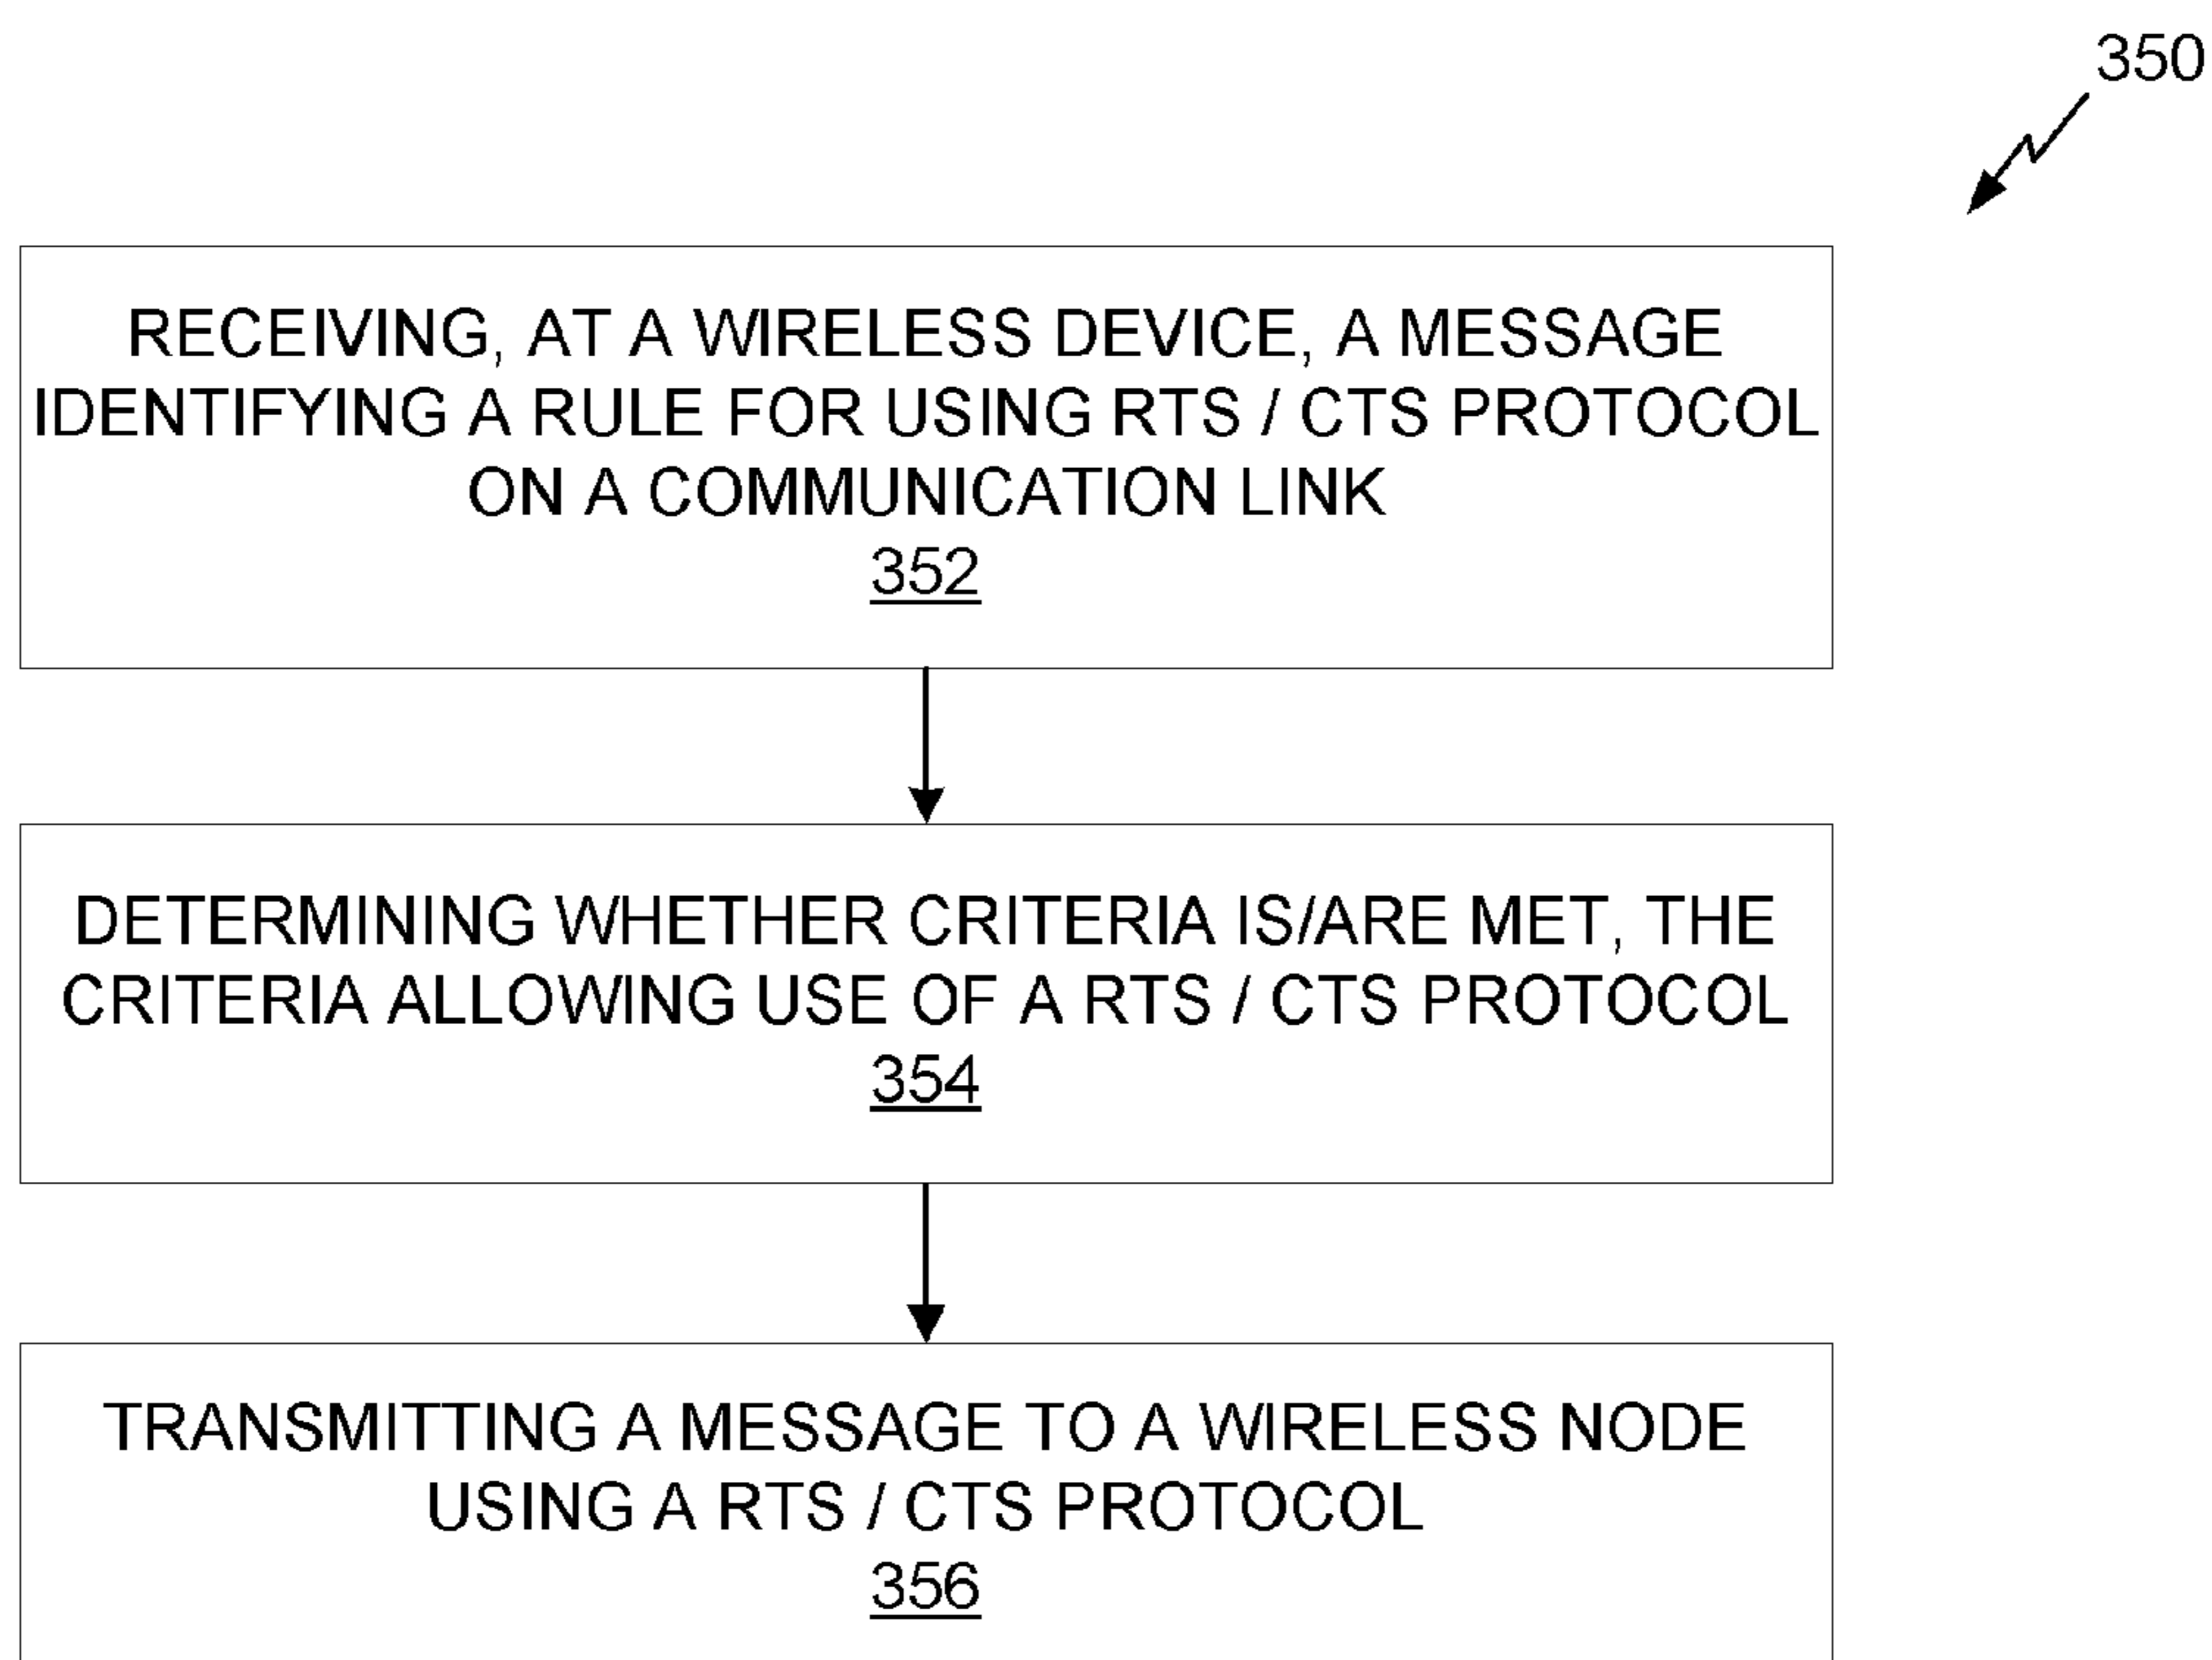 350
RECEIVING, AT A WIRELESS DEVICE, A MESSAGE
IDENTIFYING A RULE FOR USING RTS / CTS PROTOCOL
ON A COMMUNICATION LINK
352
DETERMINING WHETHER CRITERIA IS/ARE MET, THE
CRITERIA ALLOWING USE OF A RTS / CTS PROTOCOL
354
TRANSMITTING A MESSAGE TO A WIRELESS NODE
USING A RTS / CTS PROTOCOL
356